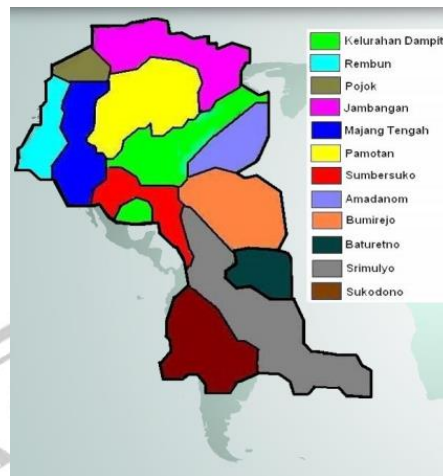 Kelurahan Dampit
Rembun
Pojok
Jambangan
Majang Tengah
Pamotan
Sumbersuko
Amadanom
Bumirejo
Baturetno
Srimulyo
Sukodono